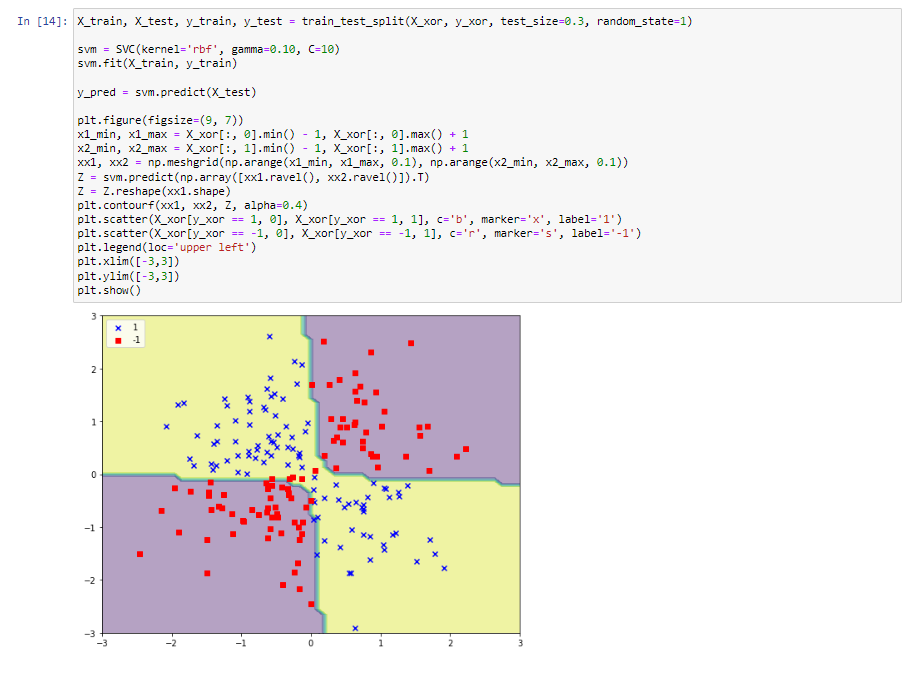 In [14]: X_train, X_test, y_train, y_test = train_test_split(X_xor, y_xor, test_size=0.3, random_state=1)
svm = SVC(kernel='rbf', gamma=0.10, C=10)
svm.fit(X_train, y_train)
y_pred = svm.predict(X_test)
plt.figure(figsize=(9, 7))
x1_min, x1_max = X_xor[:, 0].min() - 1, X_xor[:, 0].max() + 1
x2_min, x2_max = X_xor[:, 1].min() - 1, X_xor[:, 1].max() + 1
xx1, xx2 = np.meshgrid(np.arange(x1_min, x1_max, 0.1), np.arange(x2_min, x2_max, 0.1))
Z = svm.predict(np.array([xx1.ravel(), xx2.ravel()]).T)
Z = Z.reshape(xx1.shape)
plt.contourf(xx1, xx2, Z, alpha=0.4)
plt.scatter(X_xor[y_xor == 1, 0], X_xor[y_xor == 1, 1], c='b', marker='x', label='1')
plt.scatter(X_xor[y_xor == -1, 0], X_xor[y_xor == -1, 1], c='r', marker='s', label='-1')
plt.legend(loc='upper left')
plt.xlim([-3,3])
plt.ylim([-3,3])
plt.show()
3
1
-1
2
1
0
−1
−2
−3
−3 −2 −1 0 1 2 3